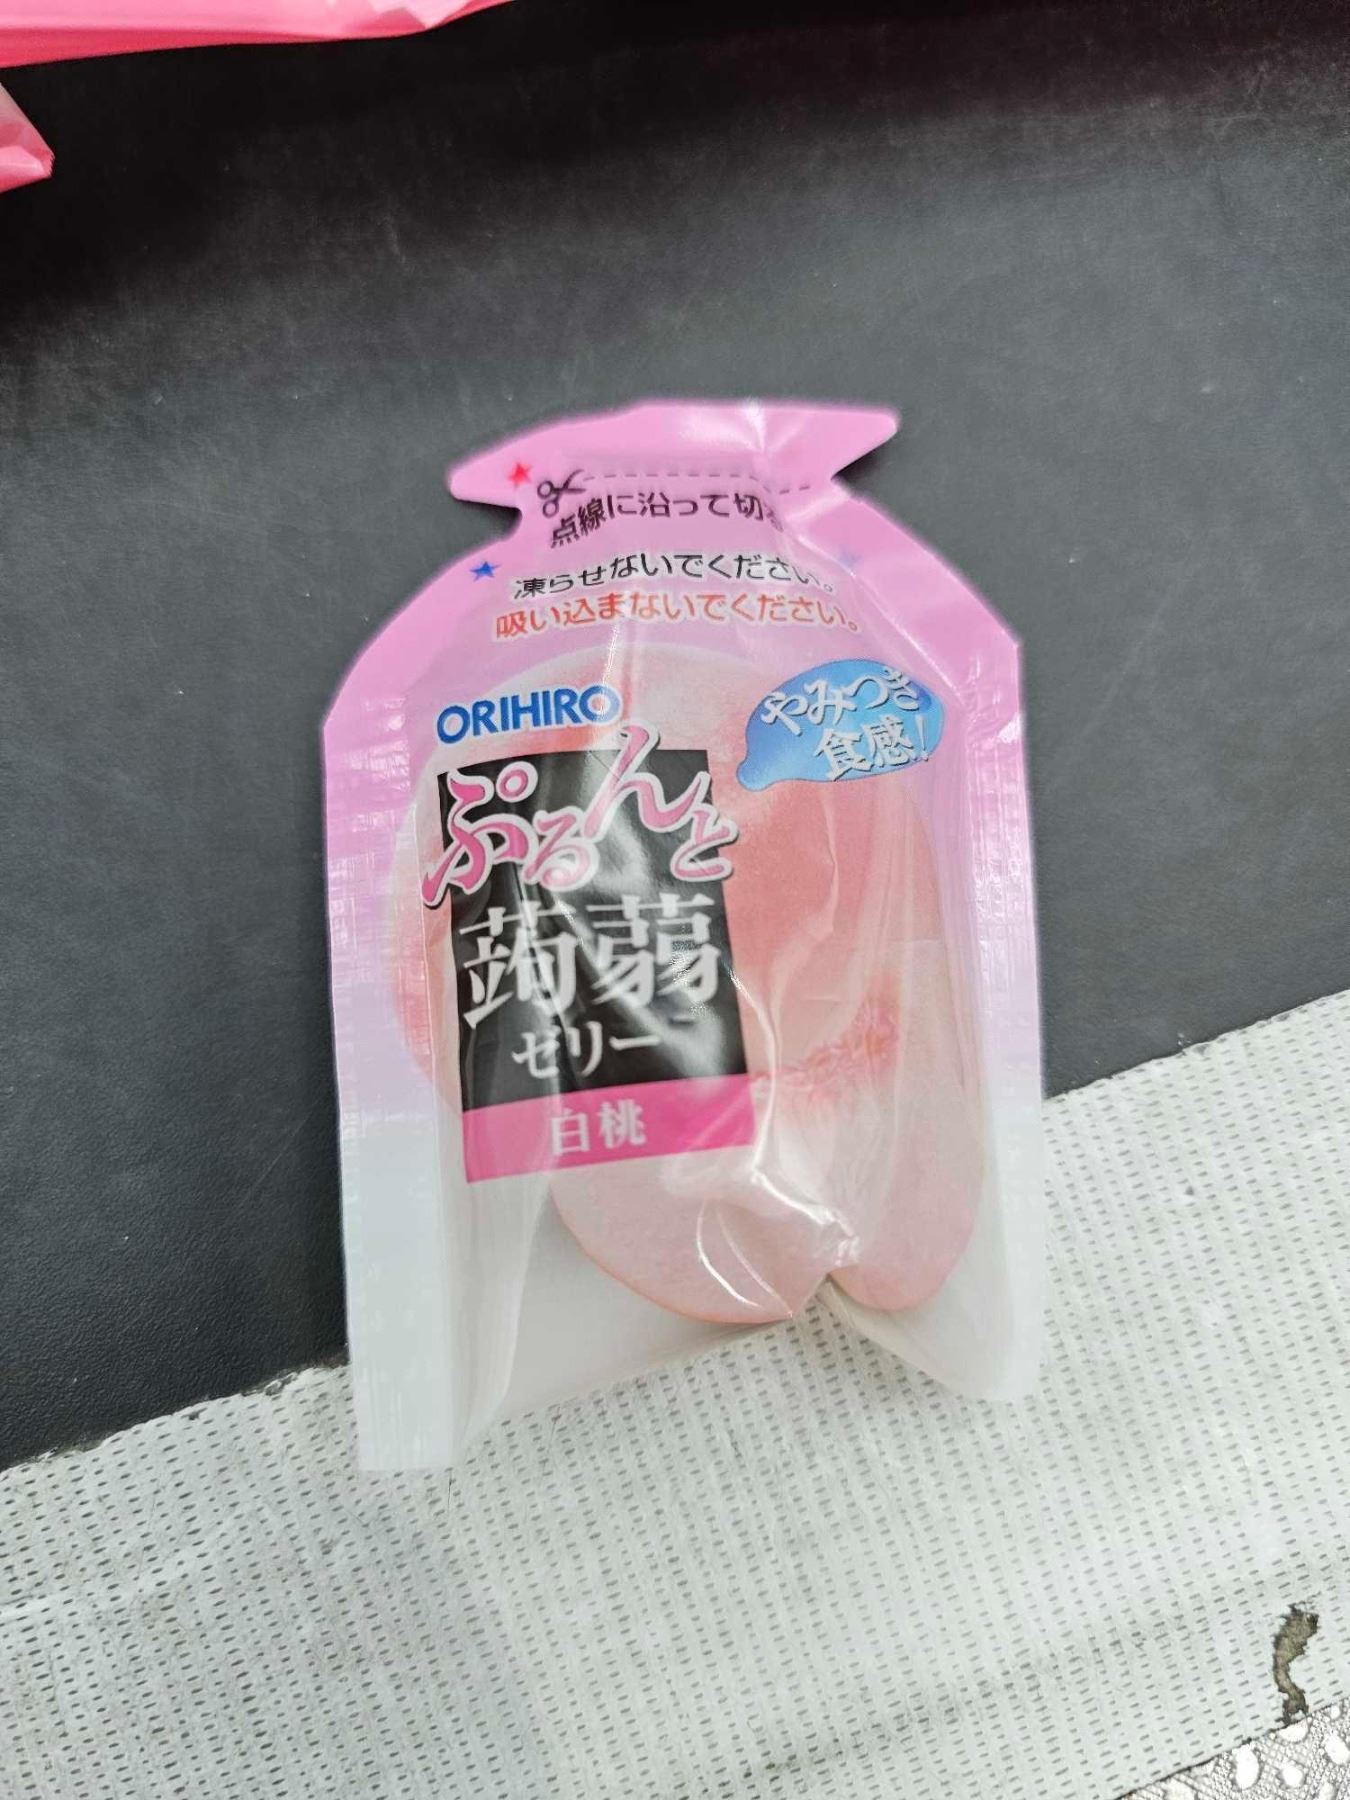 点線に沿って切
凍らせないでください。
吸い込まないでください。
ORIHIRO
やみつき
食感!
ぷるんと
蒟蒻
ゼリー
白桃